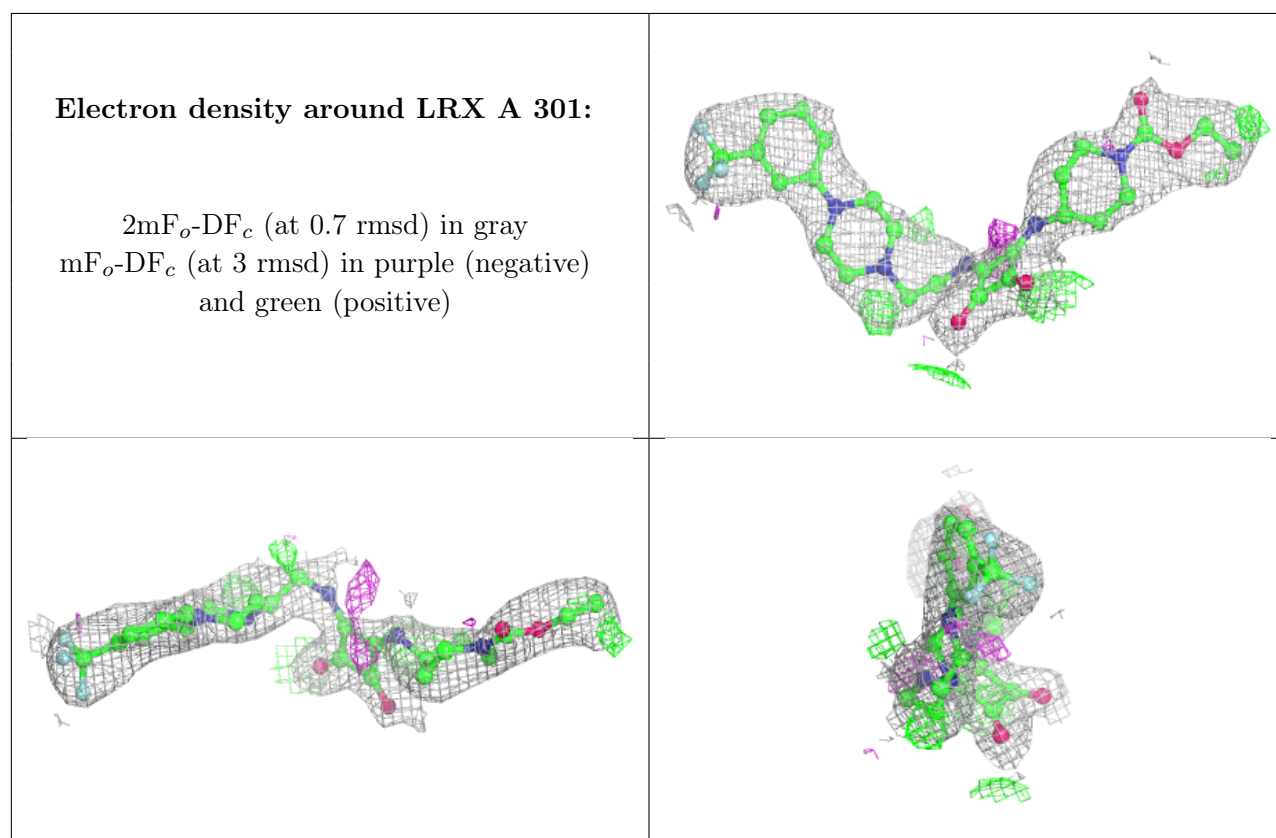 Electron density around LRX A 301:
2mFₒ-DF𝒸 (at 0.7 rmsd) in gray
mFₒ-DF𝒸 (at 3 rmsd) in purple (negative)
and green (positive)